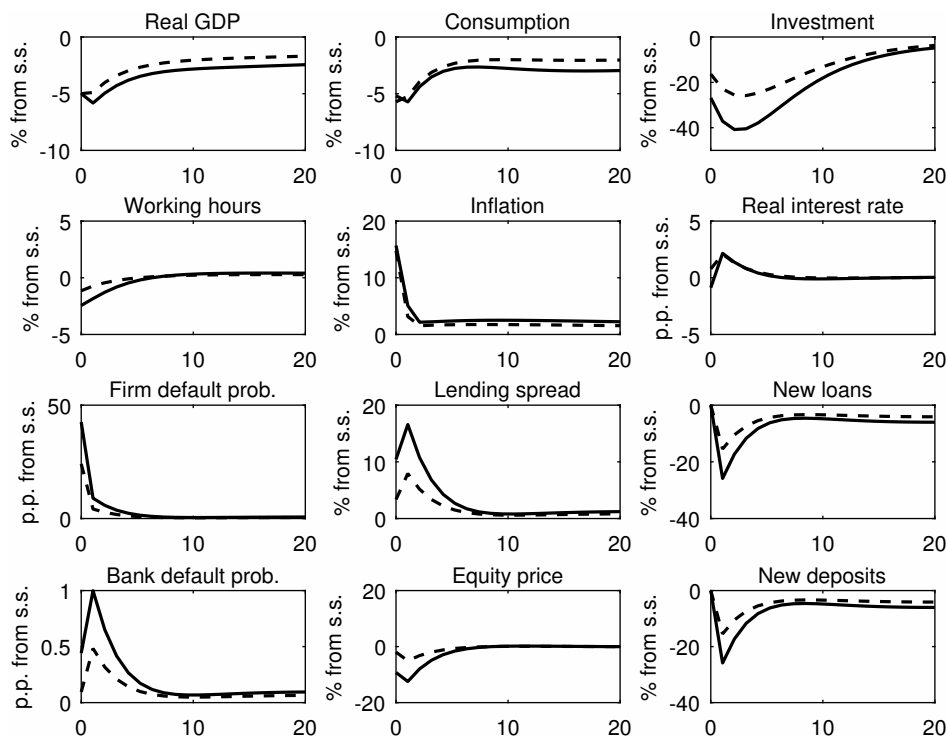 Real GDP
% from s.s.
0
-5
-10
0 10 20
Consumption
% from s.s.
0
-5
-10
0 10 20
Investment
% from s.s.
0
-20
-40
0 10 20
Working hours
% from s.s.
5
0
-5
0 10 20
Inflation
% from s.s.
20
10
0
0 10 20
Real interest rate
p.p. from s.s.
5
0
-5
0 10 20
Firm default prob.
p.p. from s.s.
50
0
0 10 20
Lending spread
% from s.s.
20
10
0
0 10 20
New loans
% from s.s.
0
-20
-40
0 10 20
Bank default prob.
p.p. from s.s.
1
0.5
0
0 10 20
Equity price
% from s.s.
20
0
-20
0 10 20
New deposits
% from s.s.
0
-20
-40
0 10 20